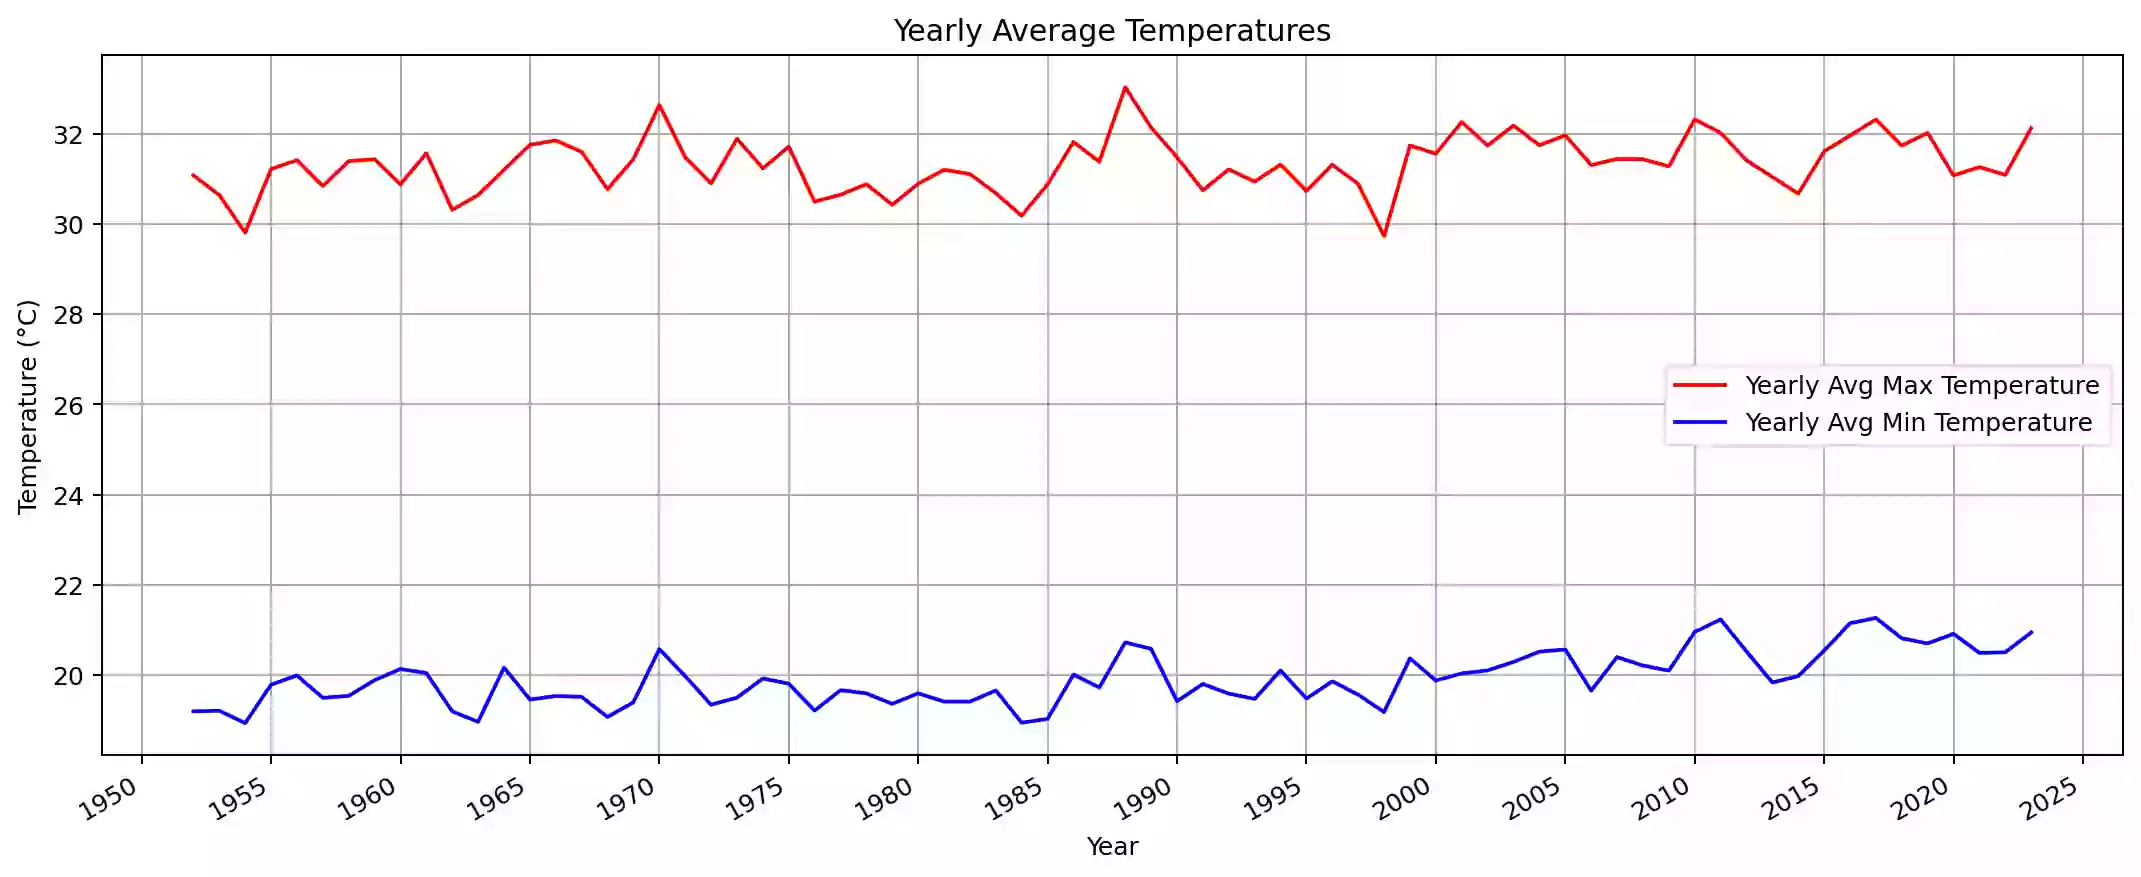 Yearly Average Temperatures
Temperature (°C)
32
30
28
26
24
22
20
Yearly Avg Max Temperature
Yearly Avg Min Temperature
1950 1955 1960 1965 1970 1975 1980 1985 1990 1995 2000 2005 2010 2015 2020 2025
Year